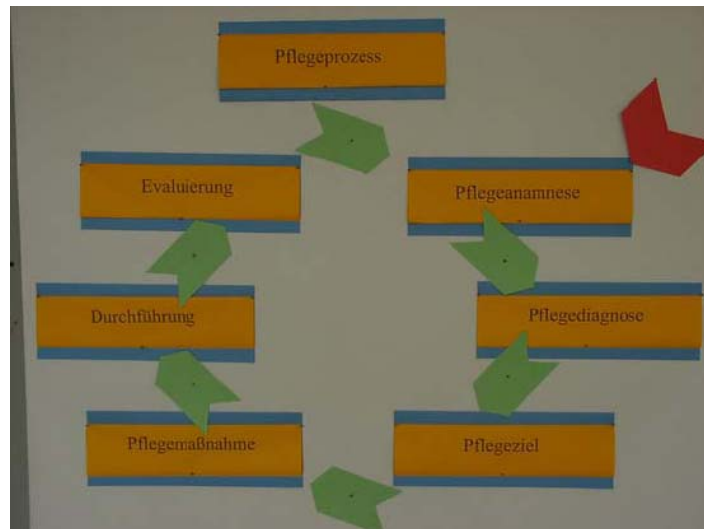 Pflegeprozess
Evaluierung
Pflegeanamnese
Durchführung
Pflegediagnose
Pflegemaßnahme
Pflegeziel